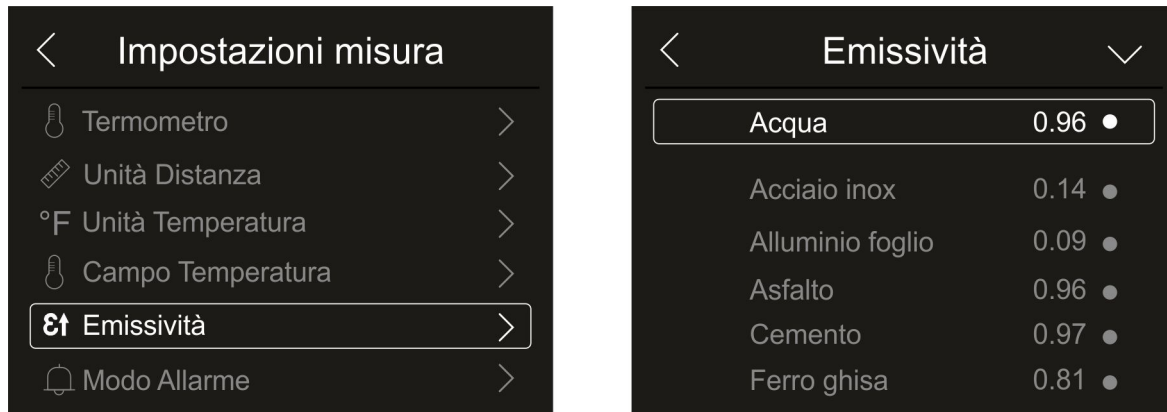 Impostazioni misura
Termometro
Unità Distanza
°F Unità Temperatura
Campo Temperatura
Ɛ↑ Emissività
Modo Allarme
Emissività
Acqua 0.96
Acciaio inox 0.14
Alluminio foglio 0.09
Asfalto 0.96
Cemento 0.97
Ferro ghisa 0.81